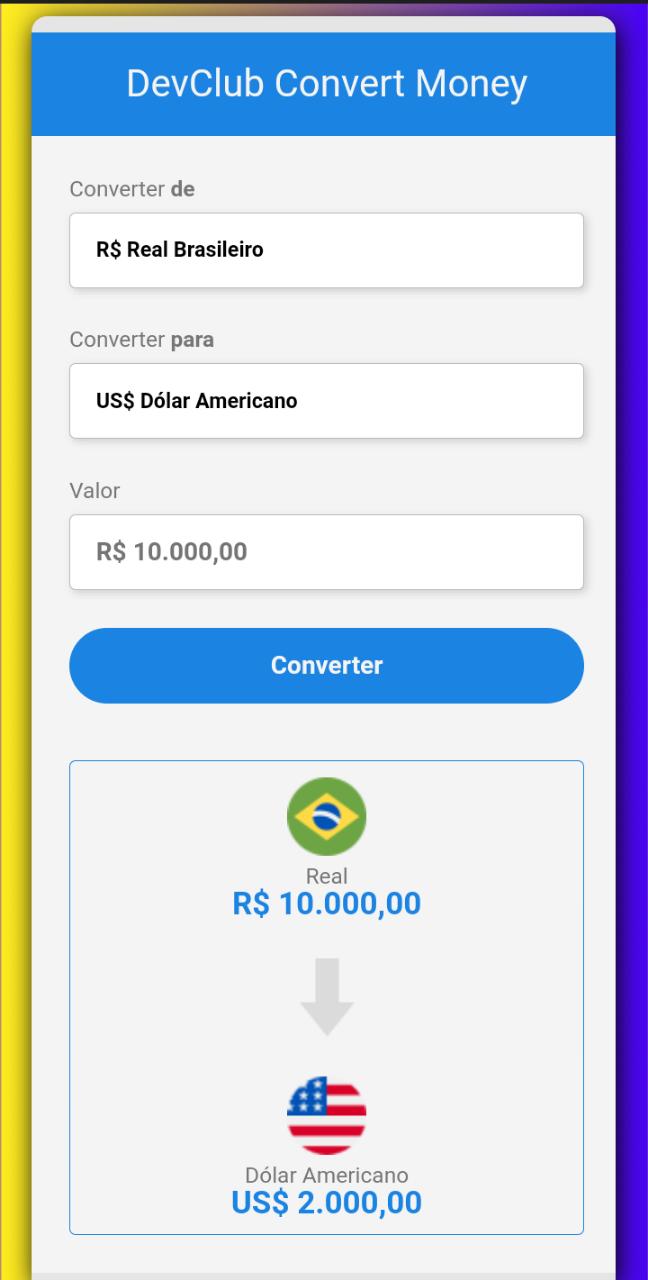 DevClub Convert Money
Converter de
R$ Real Brasileiro
Converter para
US$ Dólar Americano
Valor
R$ 10.000,00
Converter
Real
R$ 10.000,00
Dólar Americano
US$ 2.000,00